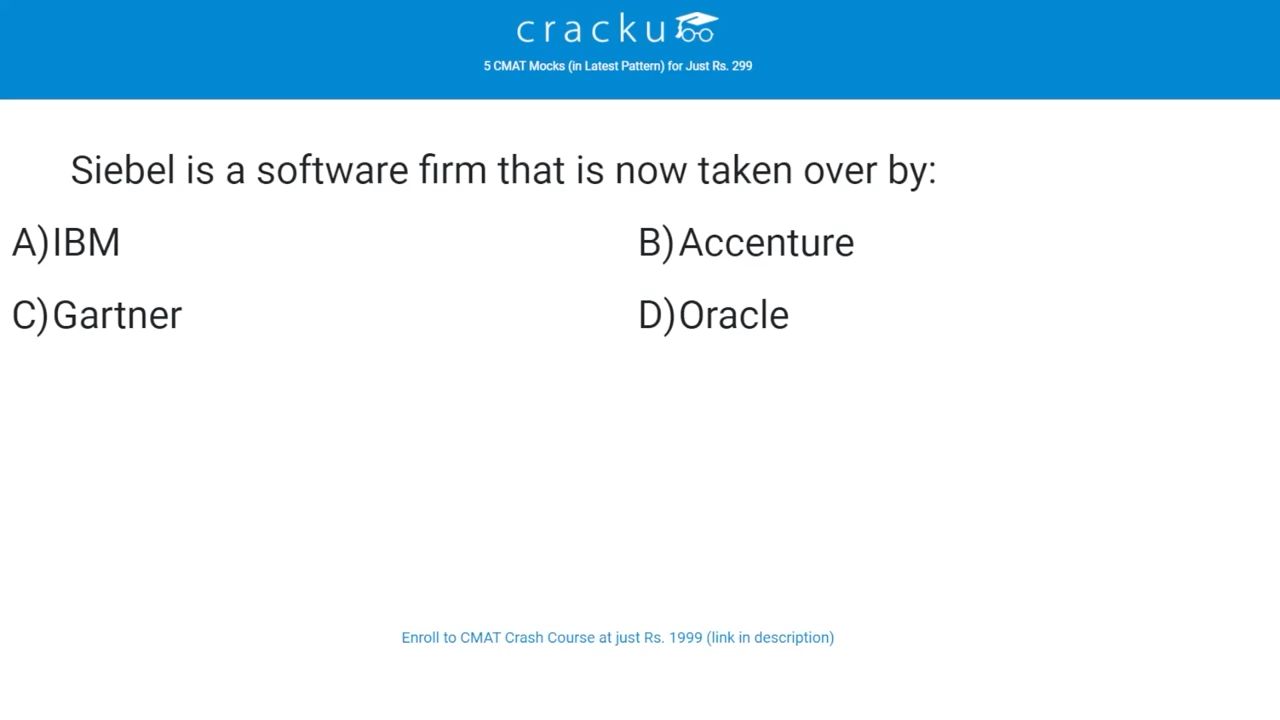 cracku
5 CMAT Mocks (in Latest Pattern) for Just Rs. 299
Siebel is a software firm that is now taken over by:
A)IBM
B)Accenture
C)Gartner
D)Oracle
Enroll to CMAT Crash Course at just Rs. 1999 (link in description)